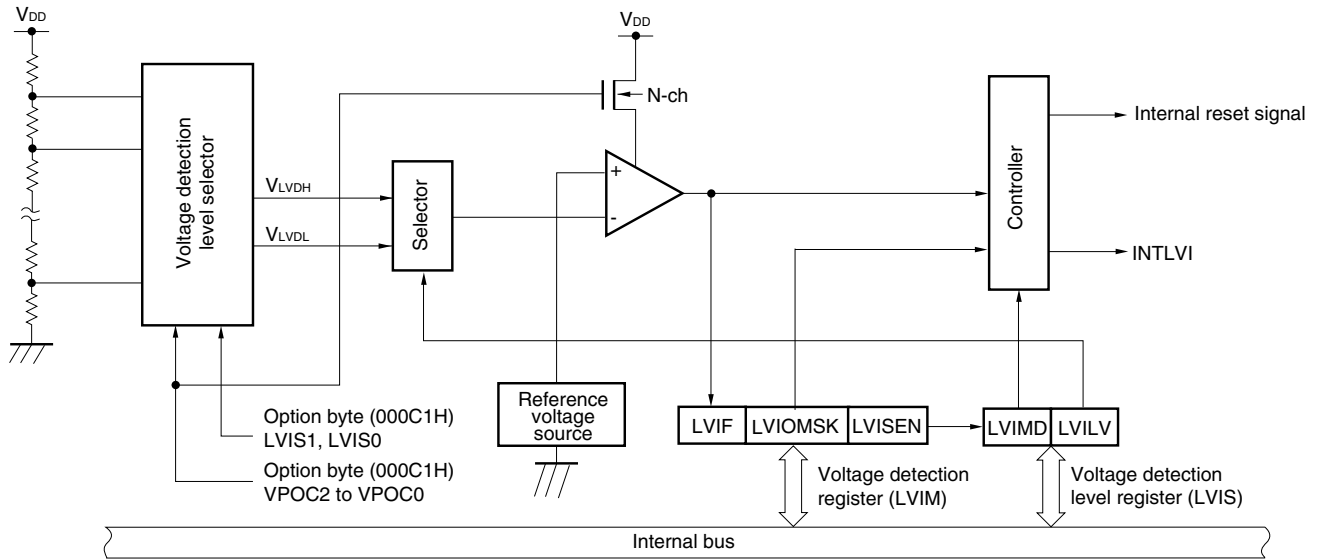 VDD
VDD
N-ch
Voltage detection
level selector
VLVDH
VLVDL
Selector
+
-
Controller
Internal reset signal
INTLVI
Reference
voltage
source
Option byte (000C1H)
LVIS1, LVIS0
Option byte (000C1H)
VPOC2 to VPOC0
LVIF
LVIOMSK
LVISEN
LVIMD
LVILV
Voltage detection
register (LVIM)
Voltage detection
level register (LVIS)
Internal bus